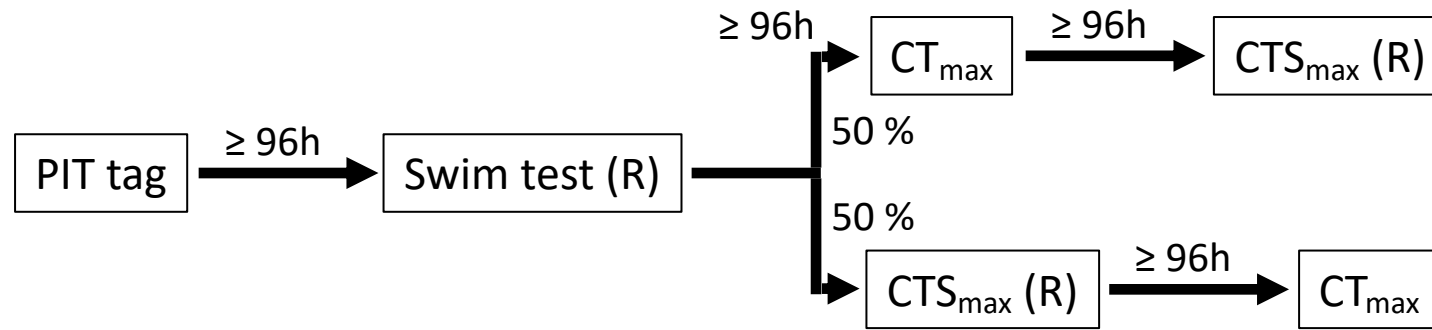 ≥ 96h
CTmax
≥ 96h
CTSmax (R)
PIT tag
≥ 96h
Swim test (R)
50 %
50 %
CTSmax (R)
≥ 96h
CTmax